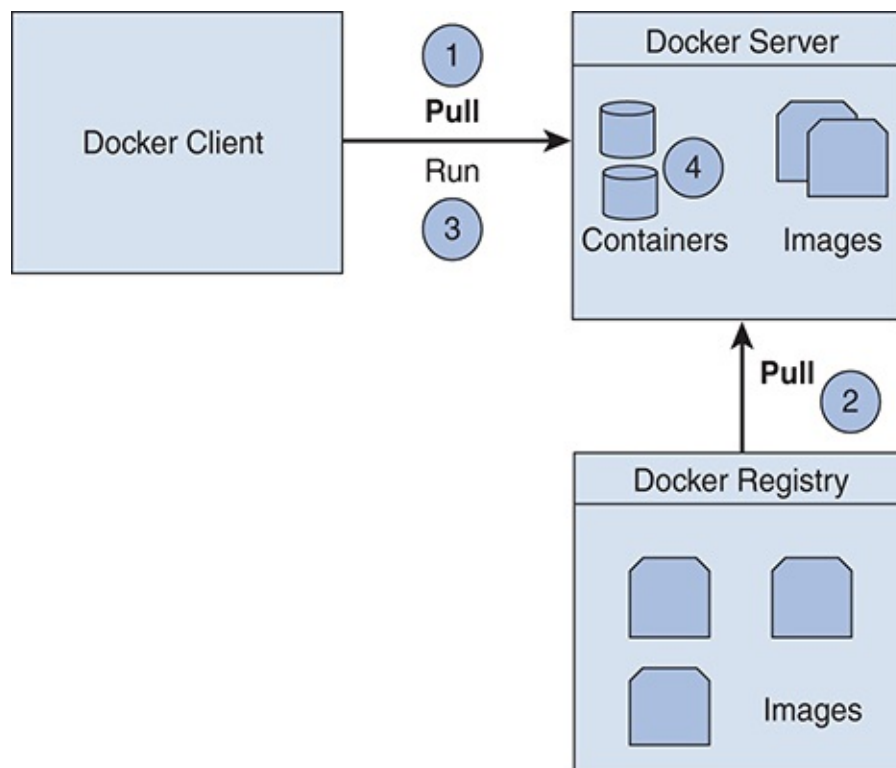 Docker Client
1
Pull
Run
3
Docker Server
4
Containers
Images
Pull
2
Docker Registry
Images